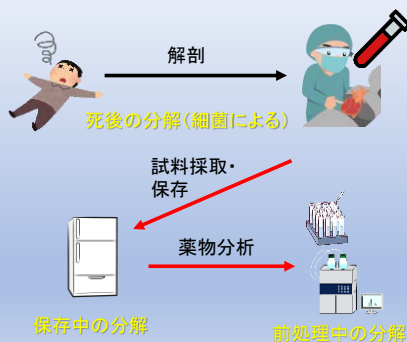 解剖
死後の分解(細菌による)
試料採取・
保存
薬物分析
保存中の分解
前処理中の分解